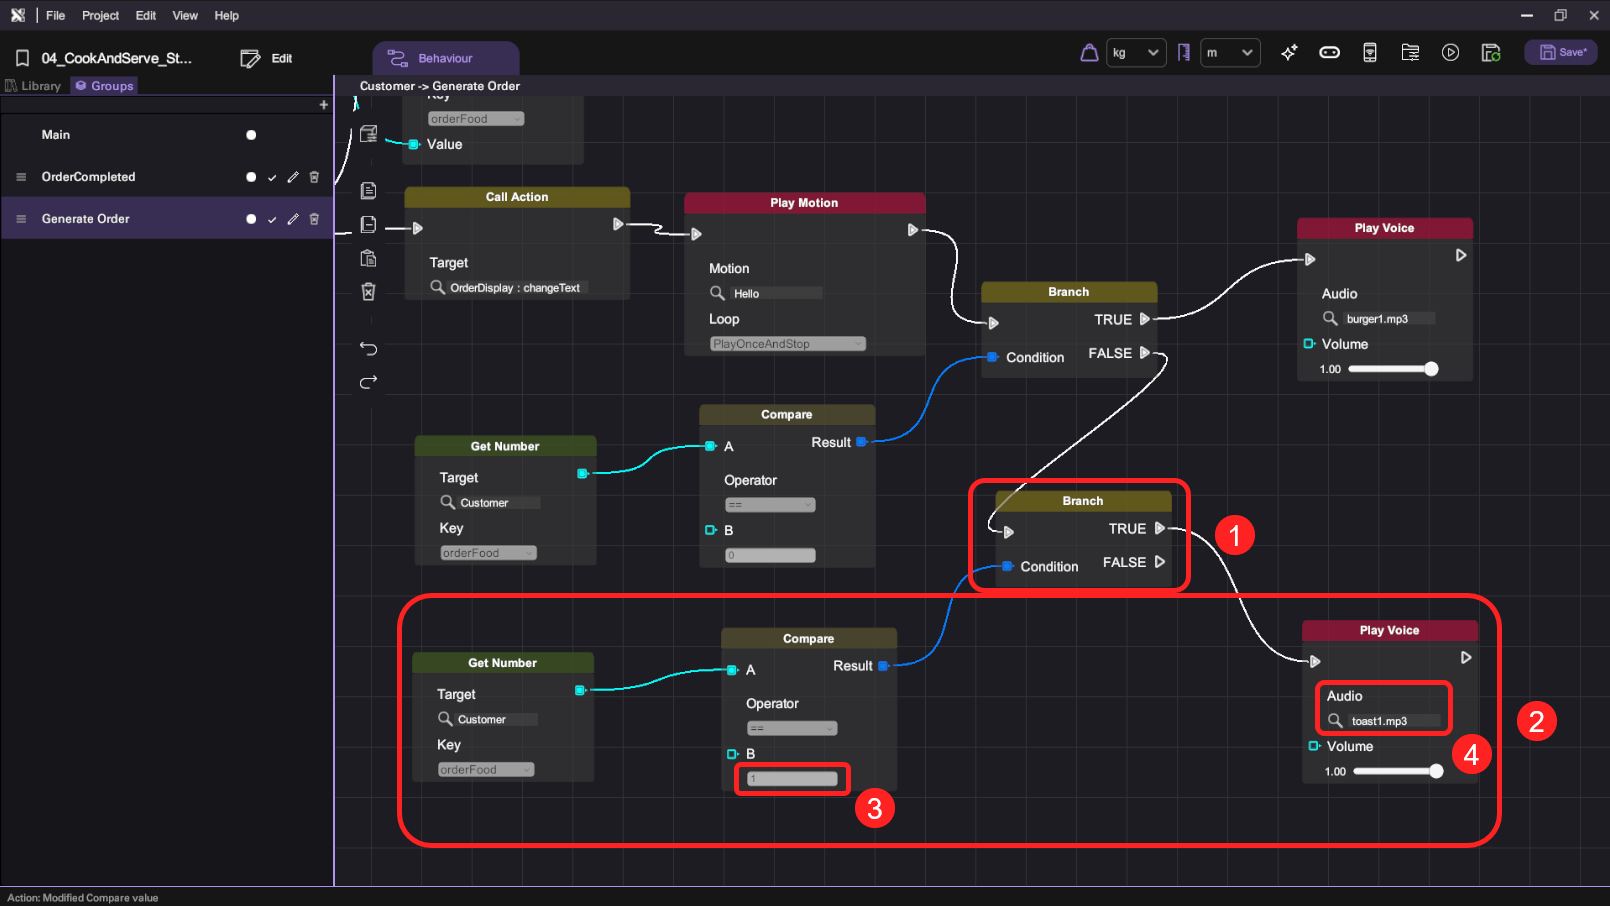 File Project Edit View Help
04_CookAndServe_St...
Edit
Behaviour
kg
m
Save*
Library
Groups
+
Customer -> Generate Order
Main
OrderCompleted
Generate Order
Key
orderFood
Value
Call Action
Target
OrderDisplay : changeText
Play Motion
Motion
Hello
Loop
PlayOnceAndStop
Branch
TRUE
FALSE
Condition
Play Voice
Audio
burger1.mp3
Volume
1.00
Get Number
Target
Customer
Key
orderFood
Compare
A
Result
Operator
==
B
0
Branch
TRUE
FALSE
Condition
1
Get Number
Target
Customer
Key
orderFood
Compare
A
Result
Operator
==
B
1
3
Play Voice
Audio
toast1.mp3
Volume
1.00
4
2
Action: Modified Compare value